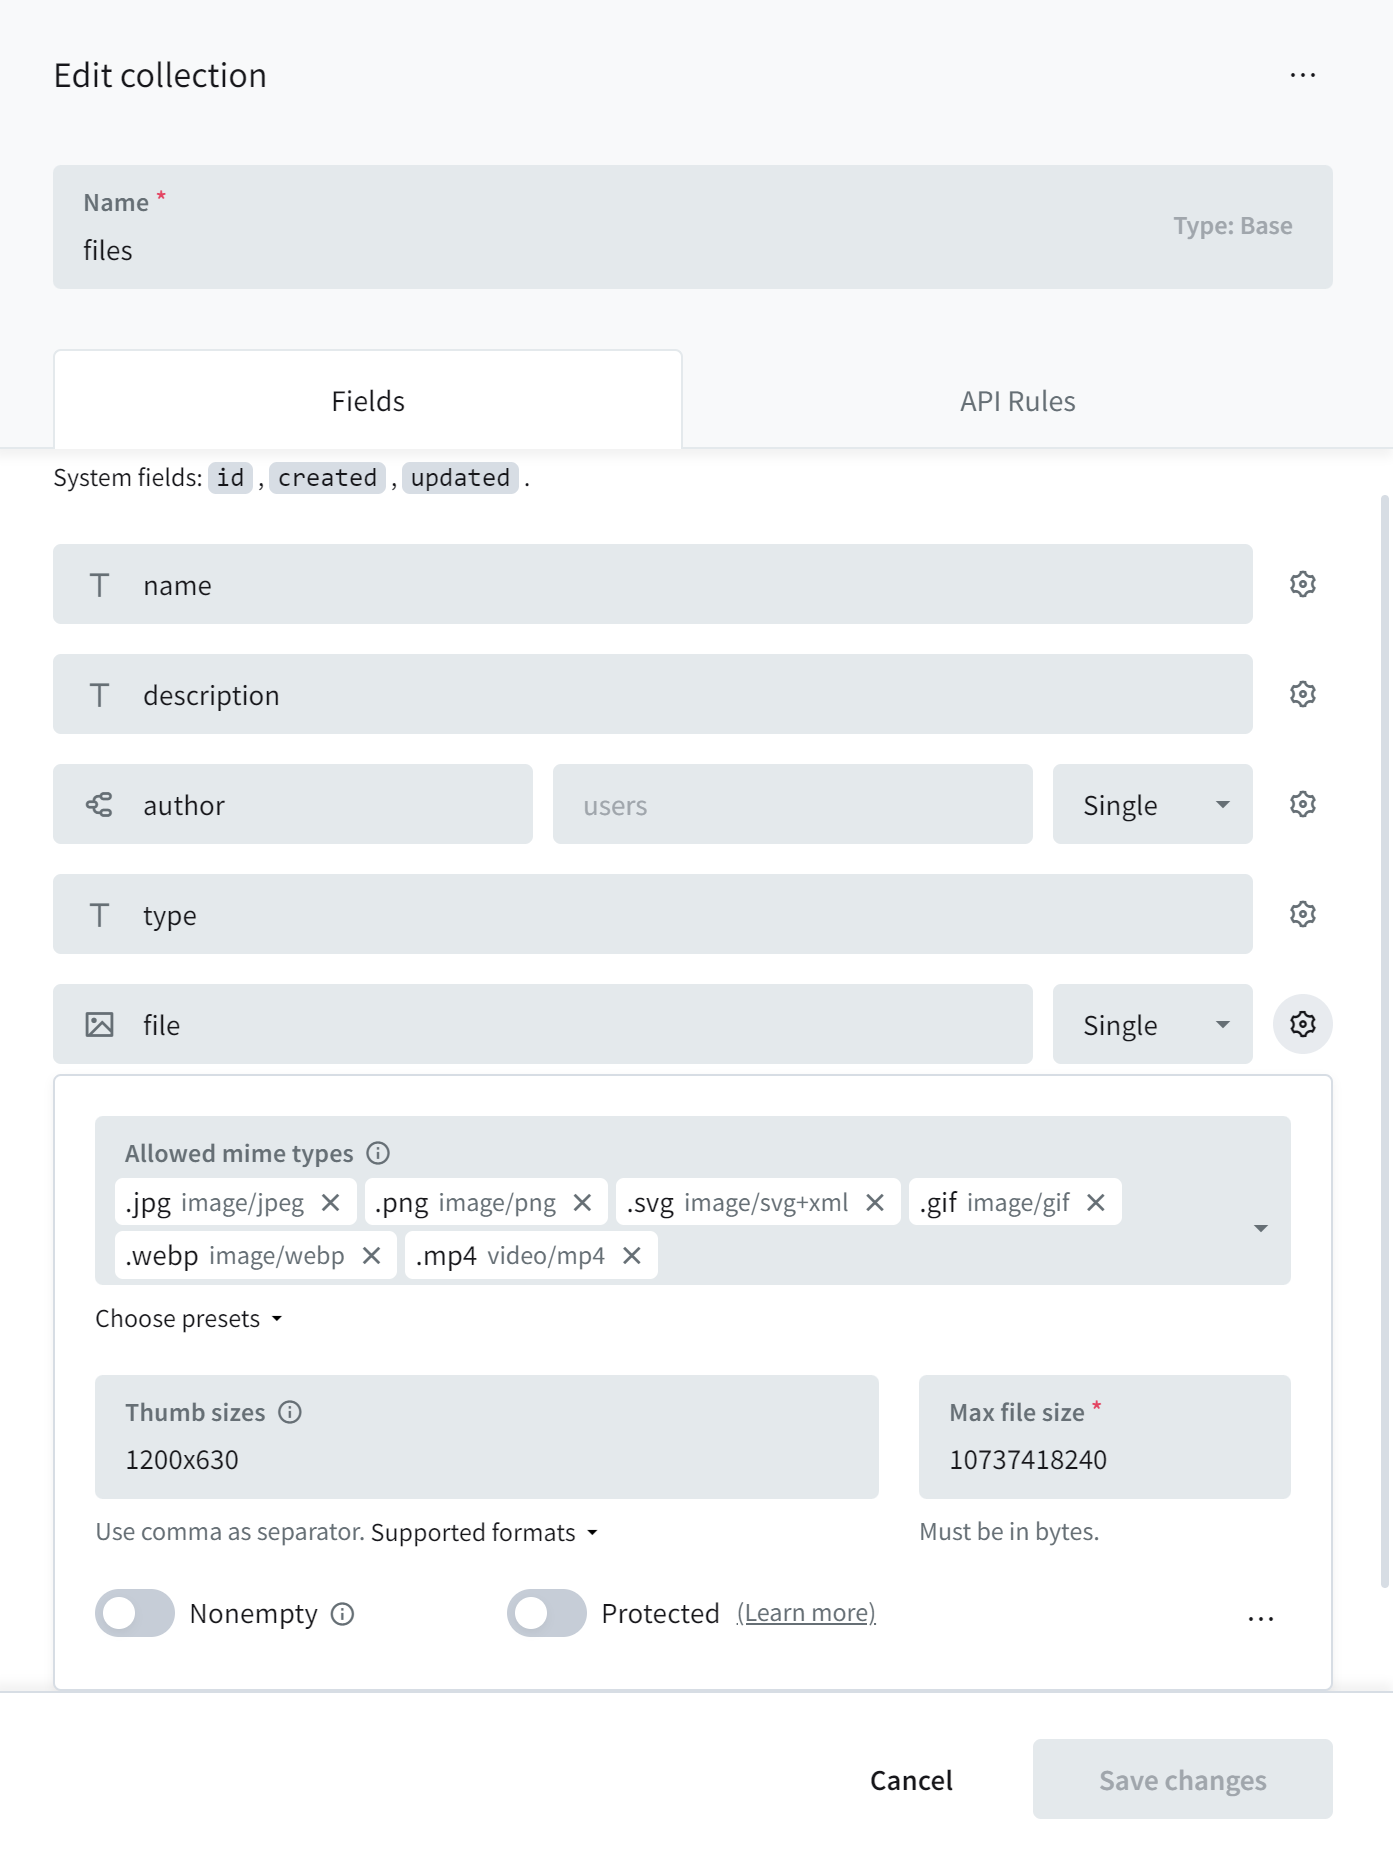 Edit collection
Name *
files
Type: Base
Fields
API Rules
System fields: id , created , updated .
name
description
author
users
Single
type
file
Single
Allowed mime types
.jpg image/jpeg
.png image/png
.svg image/svg+xml
.gif image/gif
.webp image/webp
.mp4 video/mp4
Choose presets
Thumb sizes
1200x630
Max file size *
10737418240
Use comma as separator. Supported formats
Must be in bytes.
Nonempty
Protected (Learn more)
Cancel
Save changes